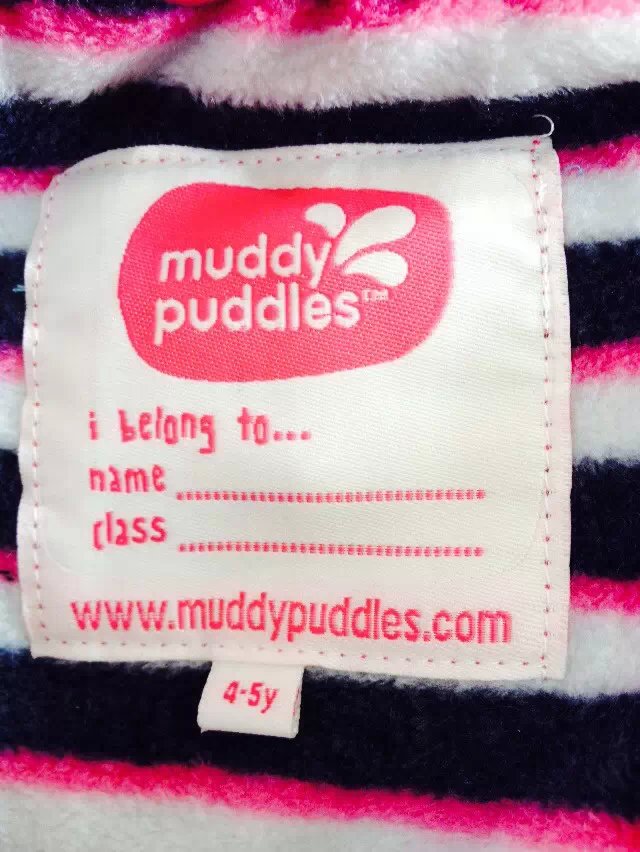 muddy
puddles™
i belong to...
name ................................
class ................................
www.muddypuddles.com
4-5y